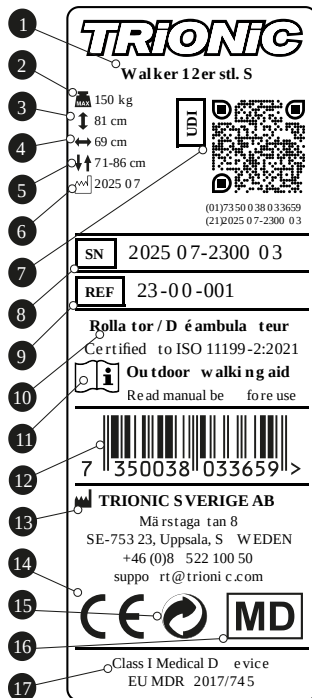 1
TRiONiC
Walker 12er stl. S
2
MAX 150 kg
3
81 cm
4
69 cm
5
71-86 cm
6
2025 07
UDI
(01)7350038033659
(21)202507-2300 03
7
8
SN 2025 07-2300 03
9
REF 23-00-001
10
Rollator / Déambulateur
Certified to ISO 11199-2:2021
11
i Outdoor walking aid
Read manual before use
12
7 350038 033659 >
13
TRIONIC SVERIGE AB
Märstagatan 8
SE-753 23, Uppsala, SWEDEN
+46 (0)8 522 100 50
support@trionic.com
14
15
CE MD
16
17
Class I Medical Device
EU MDR 2017/745